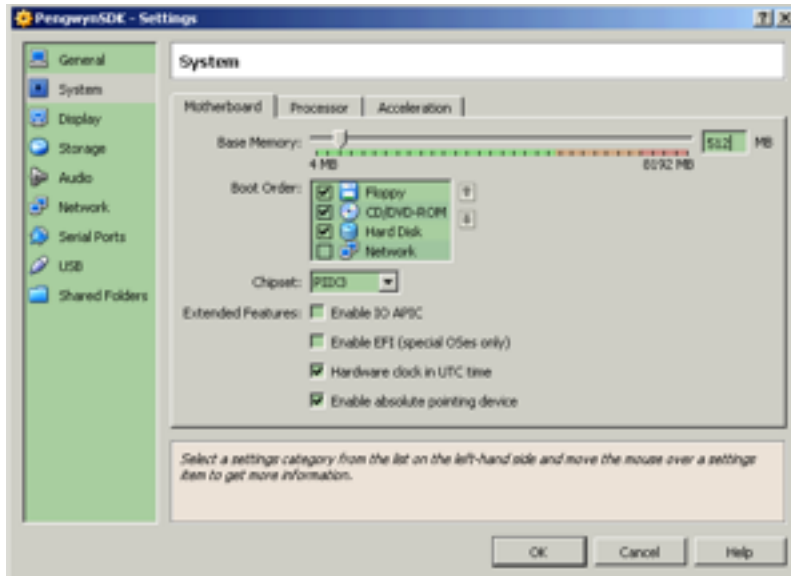 PengwynSDK - Settings
General
System
Display
Storage
Audio
Network
Serial Ports
USB
Shared Folders
System
Motherboard Processor Acceleration
Base Memory: 512 MB
4 MB 8192 MB
Boot Order: Floppy
CD/DVD-ROM
Hard Disk
Network
Chipset: PIIX3
Extended Features: Enable IO APIC
Enable EFI (special OSes only)
Hardware clock in UTC time
Enable absolute pointing device
Select a settings category from the list on the left-hand side and move the mouse over a settings
item to get more information.
OK Cancel Help